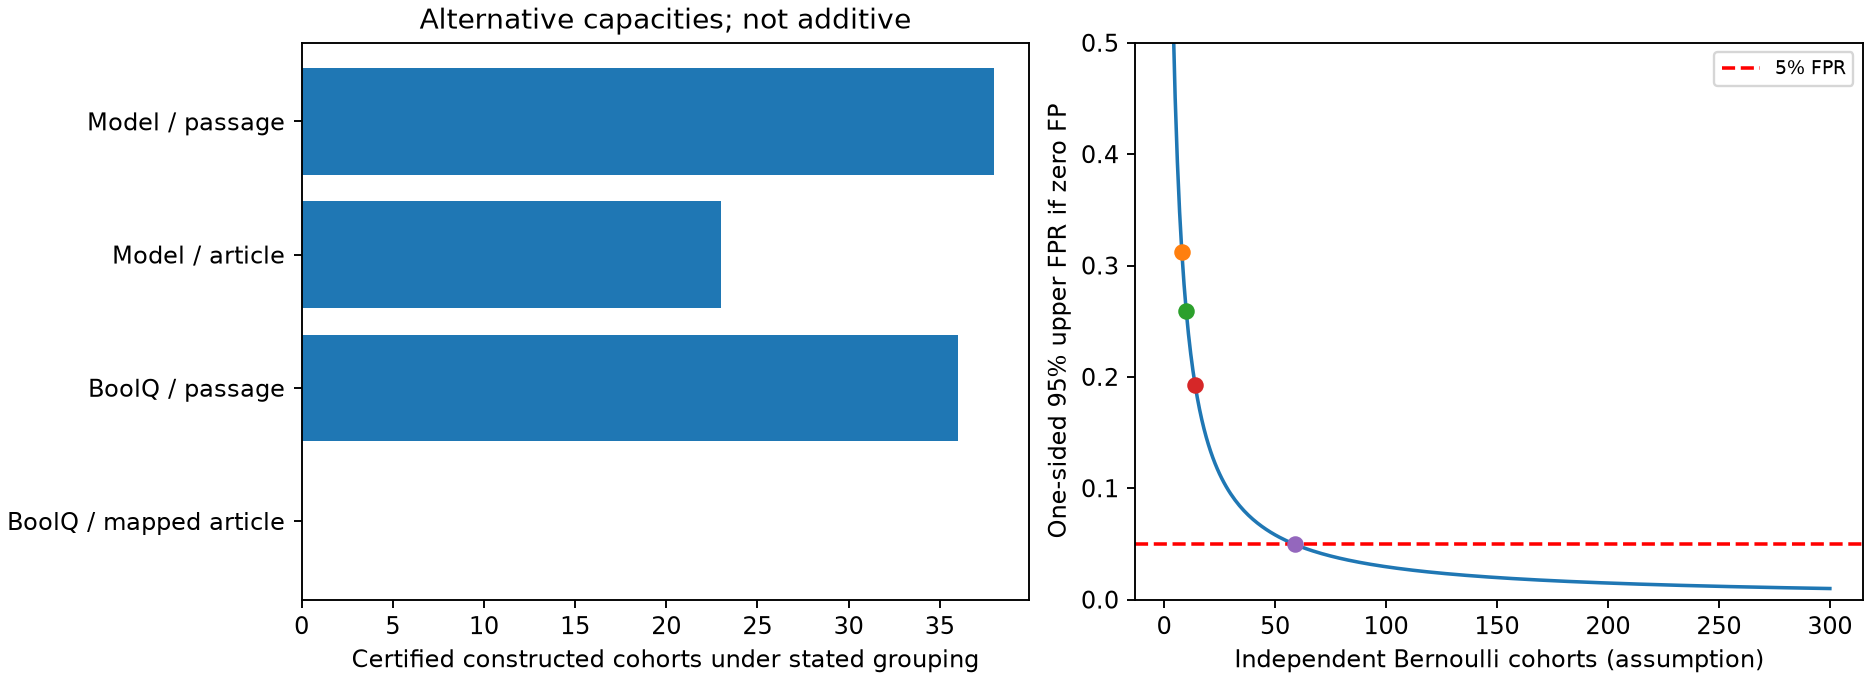 Alternative capacities; not additive
Model / passage
Model / article
BoolQ / passage
BoolQ / mapped article
0 5 10 15 20 25 30 35
Certified constructed cohorts under stated grouping
One-sided 95% upper FPR if zero FP
0.5
0.4
0.3
0.2
0.1
0.0
5% FPR
0 50 100 150 200 250 300
Independent Bernoulli cohorts (assumption)